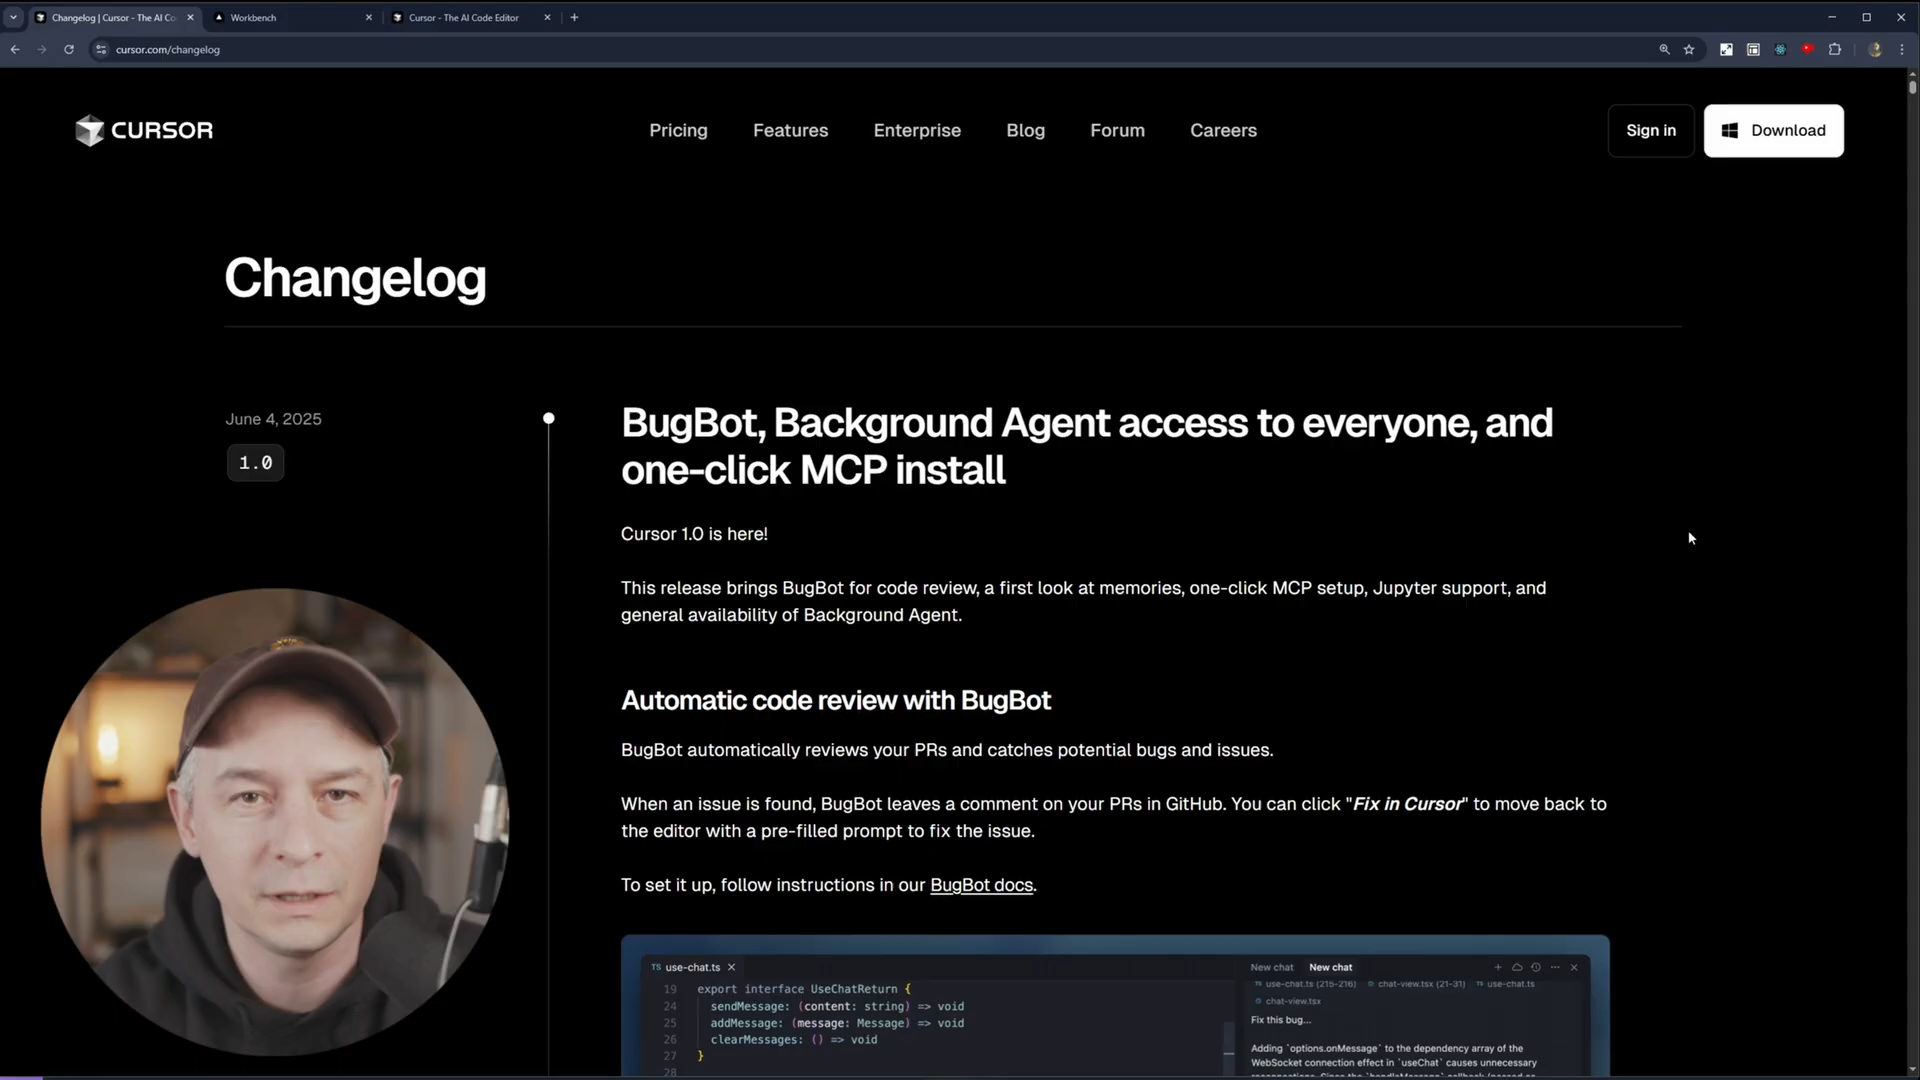 Changelog | Cursor - The AI Co
Workbench
Cursor - The AI Code Editor
cursor.com/changelog
CURSOR
Pricing
Features
Enterprise
Blog
Forum
Careers
Sign in
Download
Changelog
June 4, 2025
1.0
BugBot, Background Agent access to everyone, and
one-click MCP install
Cursor 1.0 is here!
This release brings BugBot for code review, a first look at memories, one-click MCP setup, Jupyter support, and
general availability of Background Agent.
Automatic code review with BugBot
BugBot automatically reviews your PRs and catches potential bugs and issues.
When an issue is found, BugBot leaves a comment on your PRs in GitHub. You can click "Fix in Cursor" to move back to
the editor with a pre-filled prompt to fix the issue.
To set it up, follow instructions in our BugBot docs.
TS use-chat.ts
19 export interface UseChatReturn {
24 sendMessage: (content: string) => void
25 addMessage: (message: Message) => void
26 clearMessages: () => void
27 }
28
New chat
New chat
use-chat.ts (215-216)
chat-view.tsx (21-31)
TS use-chat.ts
chat-view.tsx
Fix this bug...
Adding `options.onMessage` to the dependency array of the
WebSocket connection effect in `useChat` causes unnecessary